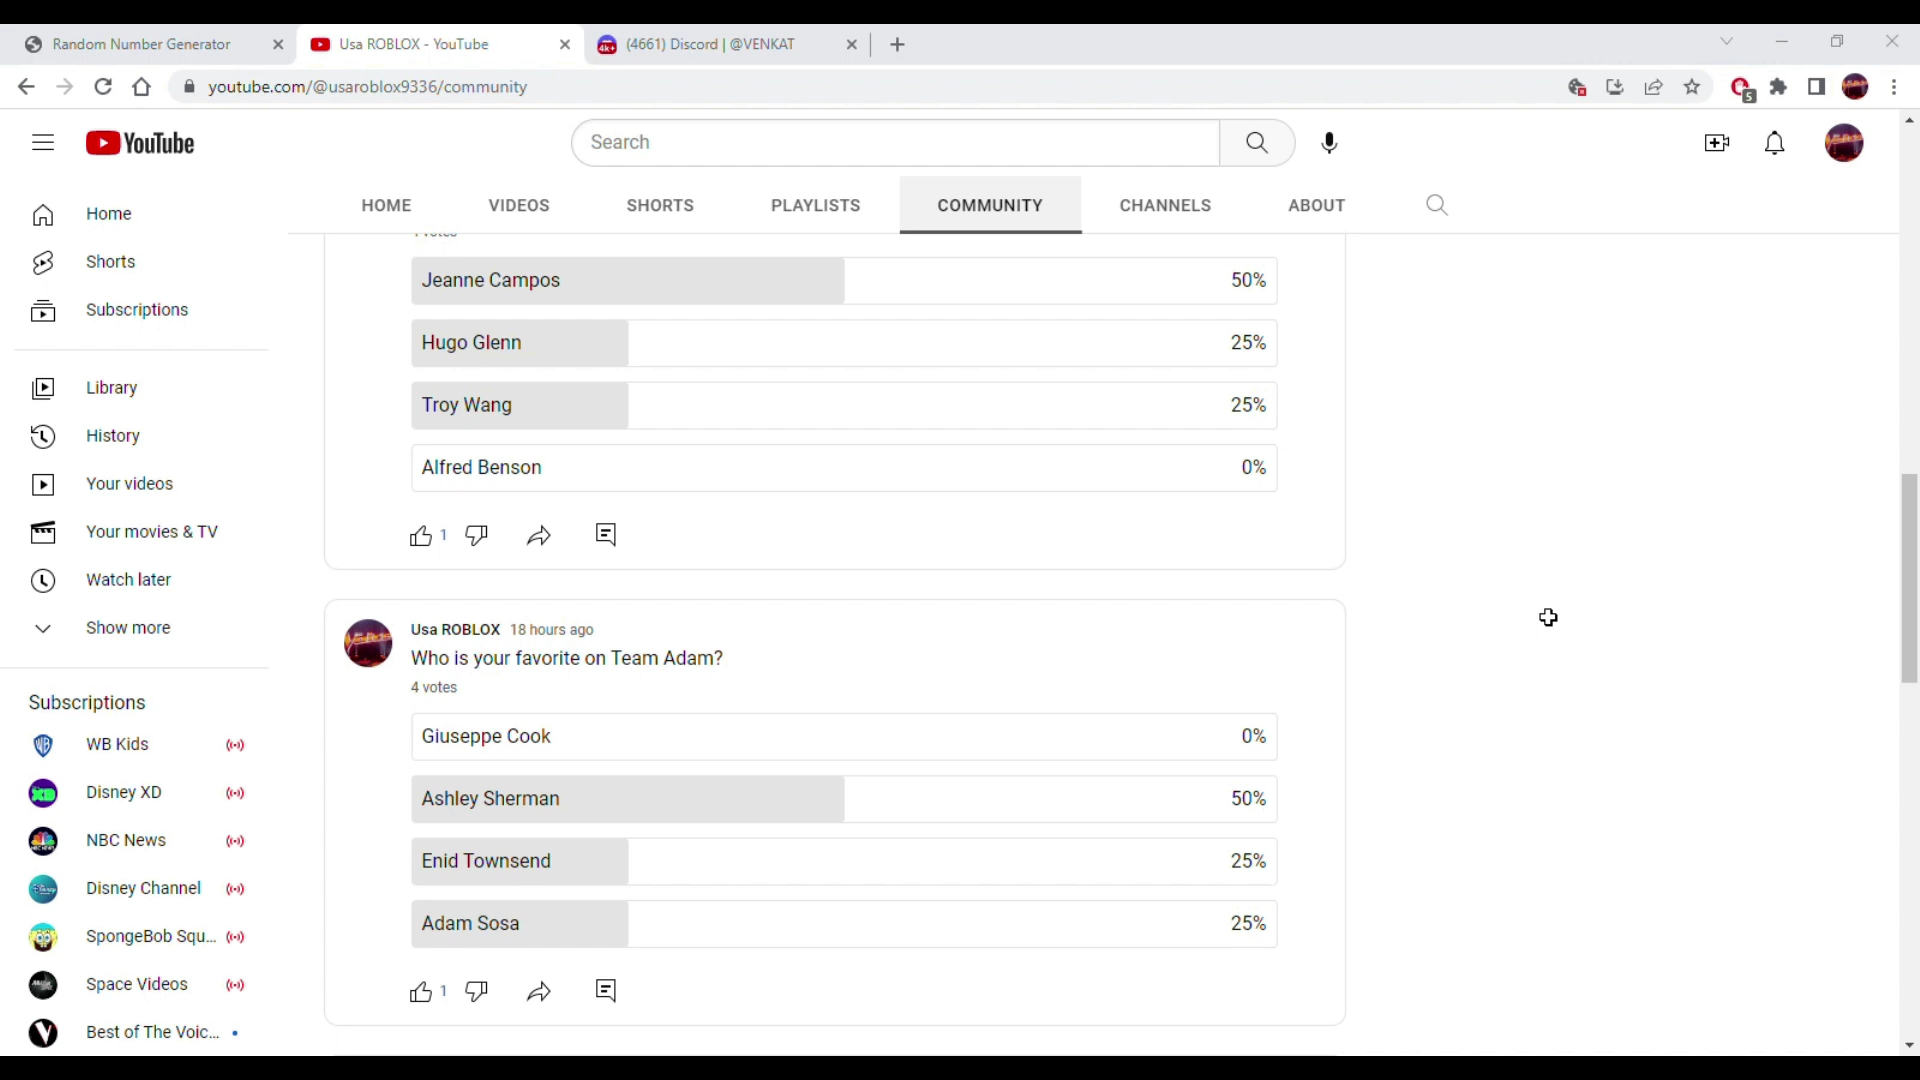 Random Number Generator
Usa ROBLOX - YouTube
4k+
(4661) Discord | @VENKAT
youtube.com/@usaroblox9336/community
5
YouTube
Search
HOME
VIDEOS
SHORTS
PLAYLISTS
COMMUNITY
CHANNELS
ABOUT
Home
Shorts
Subscriptions
Library
History
Your videos
Your movies & TV
Watch later
Show more
Subscriptions
WB Kids
Disney XD
NBC News
Disney Channel
SpongeBob Squ...
Space Videos
Best of The Voic...
Jeanne Campos 50%
Hugo Glenn 25%
Troy Wang 25%
Alfred Benson 0%
1
Usa ROBLOX 18 hours ago
Who is your favorite on Team Adam?
4 votes
Giuseppe Cook 0%
Ashley Sherman 50%
Enid Townsend 25%
Adam Sosa 25%
1